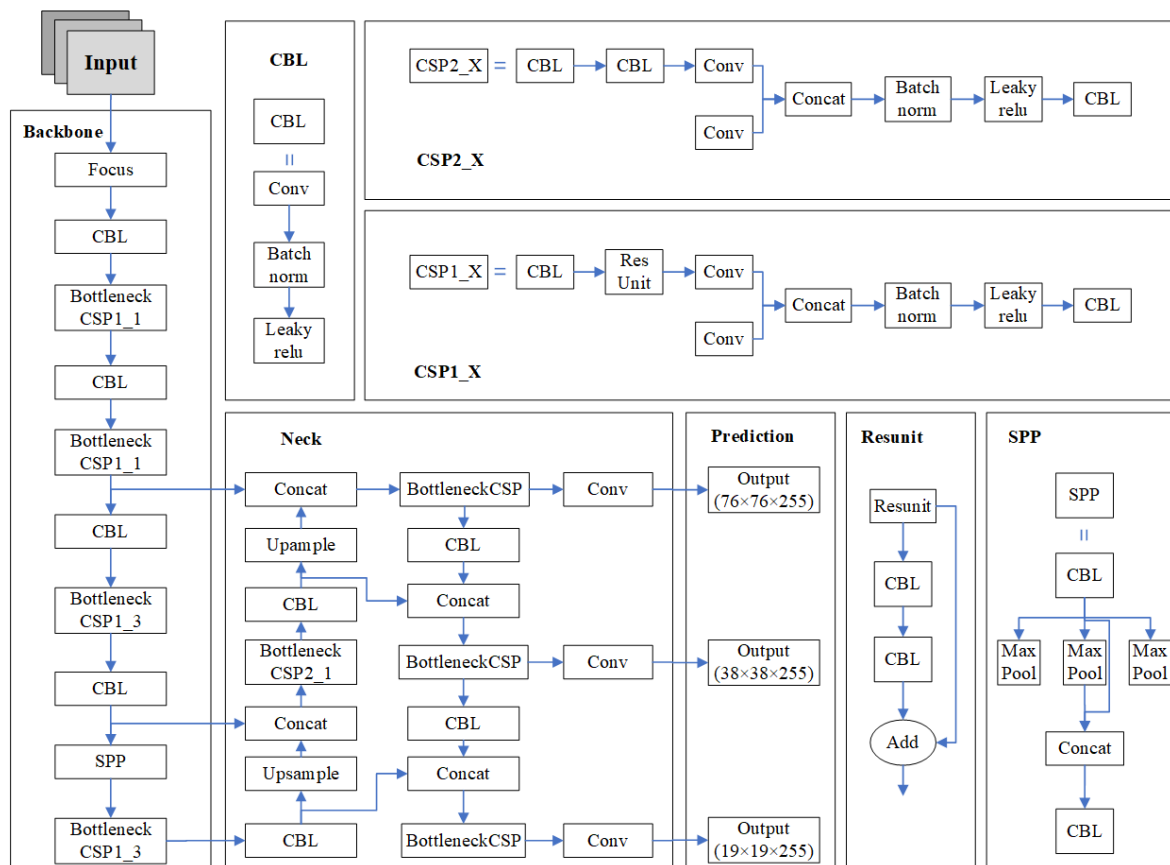 Input
Backbone
Focus
CBL
Bottleneck
CSP1_1
CBL
Bottleneck
CSP1_1
CBL
Bottleneck
CSP1_3
CBL
SPP
Bottleneck
CSP1_3
CBL
CBL
=
Conv
Batch
norm
Leaky
relu
CSP2_X = CBL CBL Conv
Concat Batch
norm
Leaky
relu
CBL
Conv
CSP2_X
CSP1_X = CBL Res
Unit
Conv
Concat Batch
norm
Leaky
relu
CBL
Conv
CSP1_X
Neck
Concat
Upample
CBL
Bottleneck
CSP2_1
Concat
Upsample
CBL
BottleneckCSP
CBL
Concat
BottleneckCSP
CBL
Concat
BottleneckCSP
Conv
Conv
Conv
Prediction
Output
(76×76×255)
Output
(38×38×255)
Output
(19×19×255)
Resunit
Resunit
CBL
CBL
Add
SPP
SPP
=
CBL
Max
Pool
Max
Pool
Max
Pool
Concat
CBL